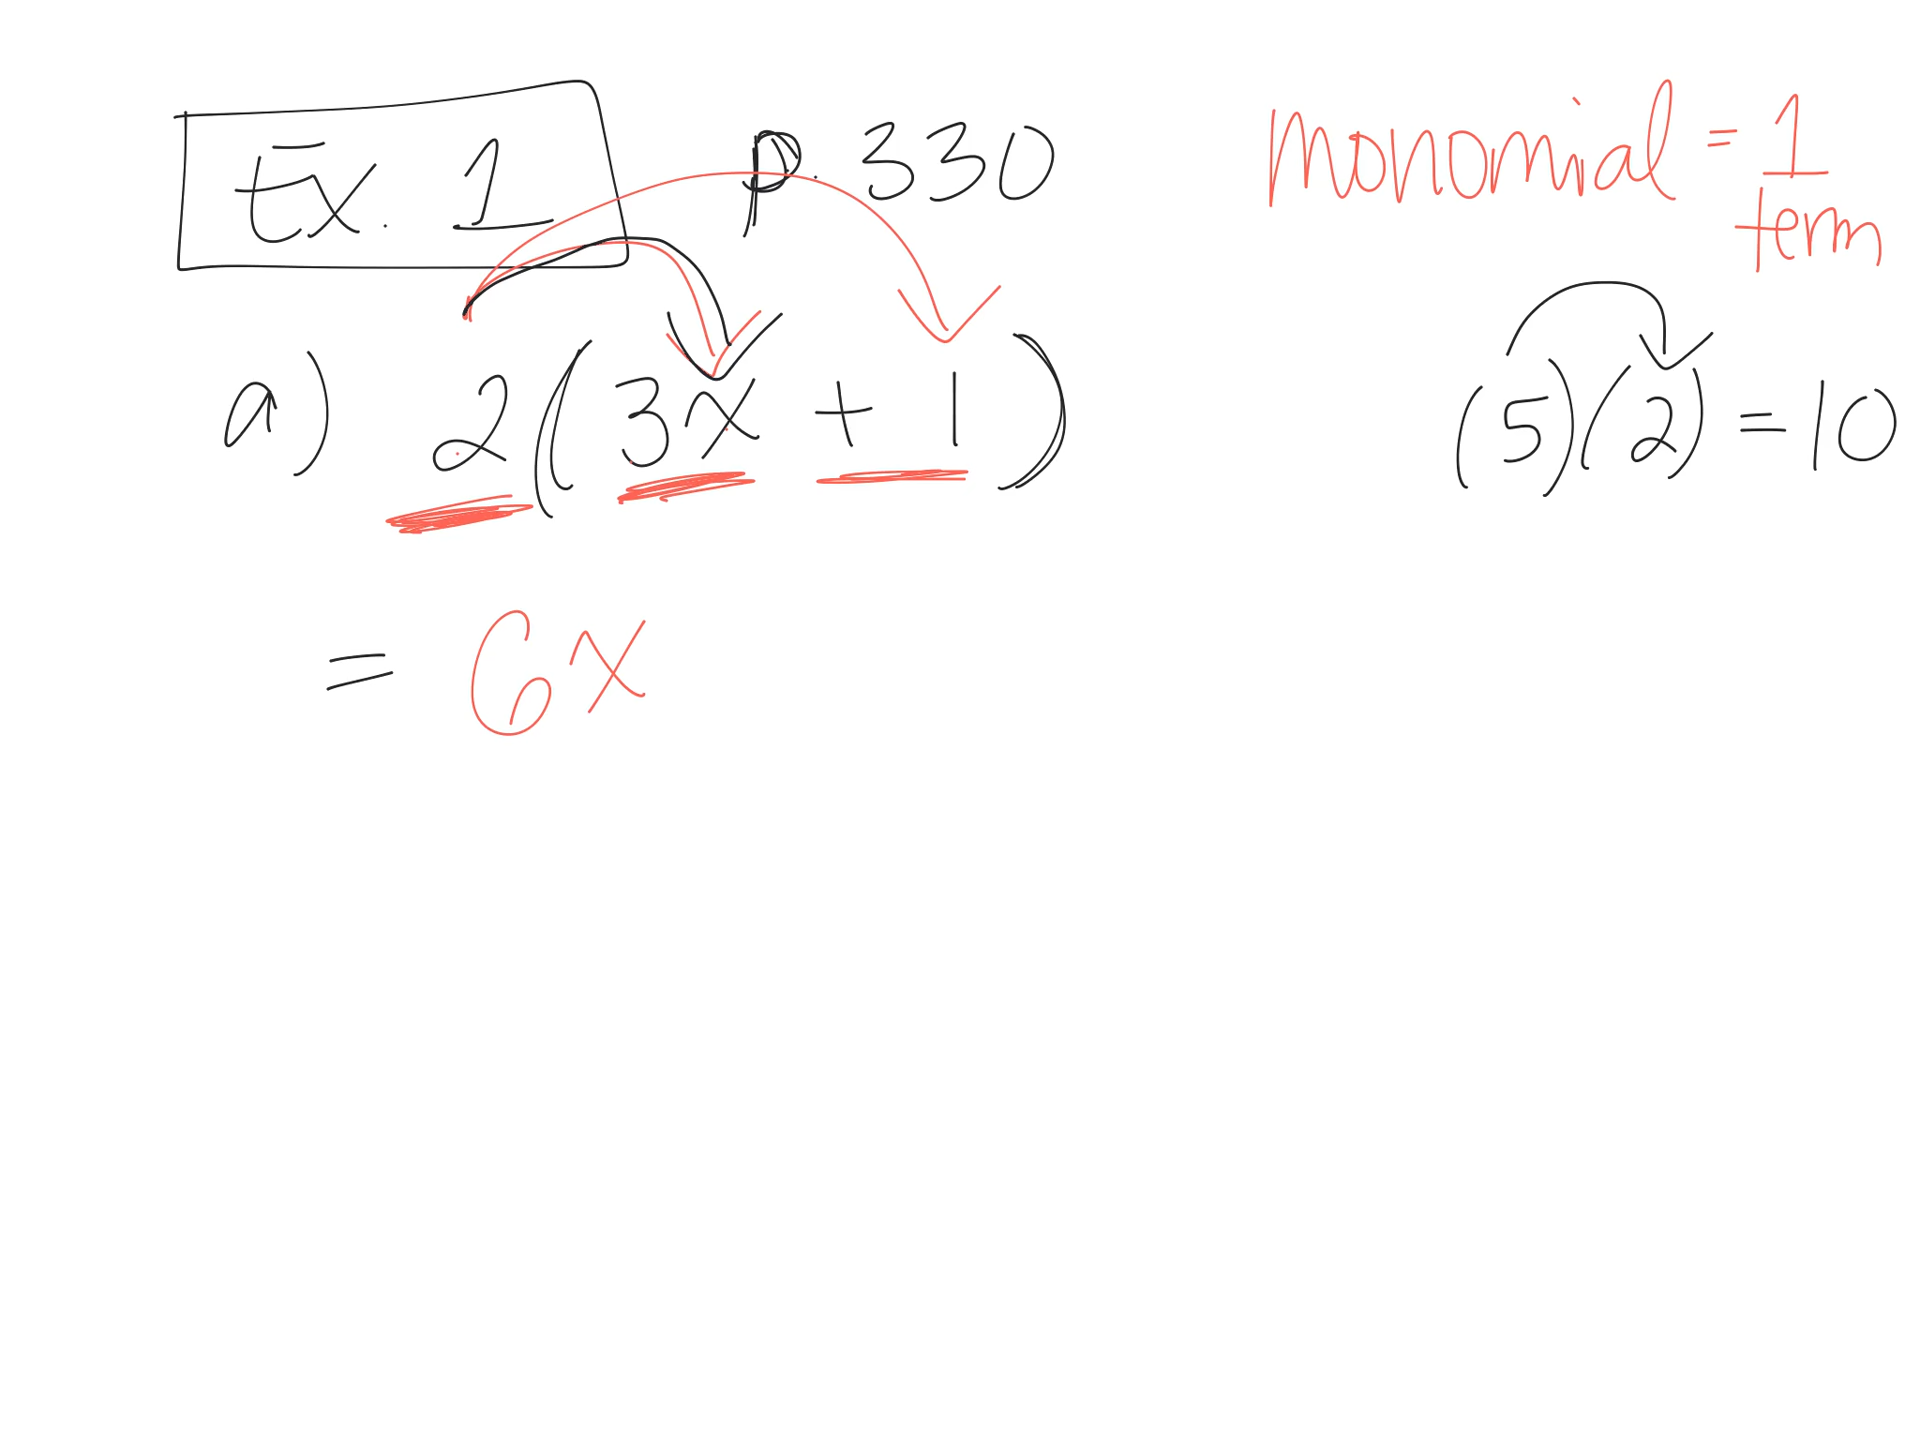 Ex. 1 p. 330
monomial = 1
term
a) 2(3x + 1)
(5)(2) = 10
= 6x